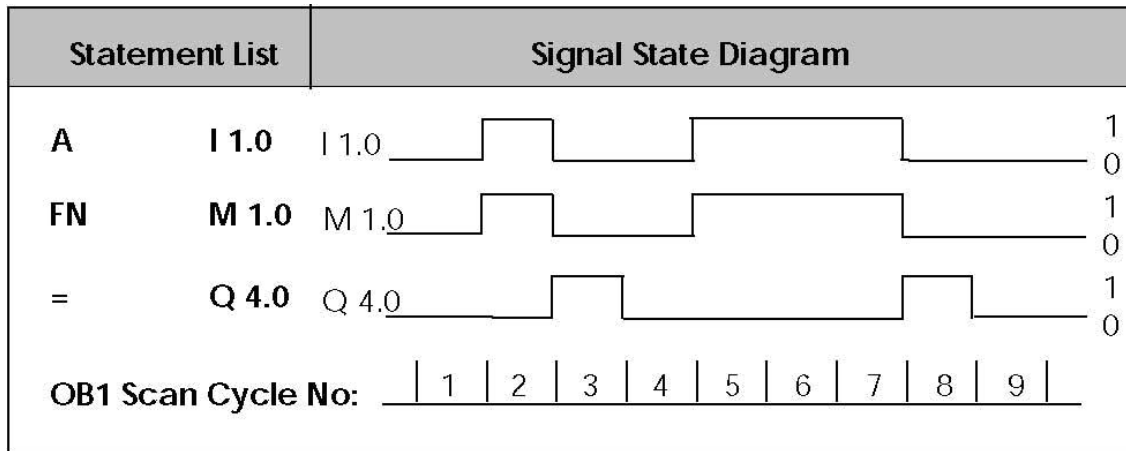 Statement List Signal State Diagram
A I 1.0 I 1.0 1
0
FN M 1.0 M 1.0 1
0
= Q 4.0 Q 4.0 1
0
OB1 Scan Cycle No: 1 2 3 4 5 6 7 8 9